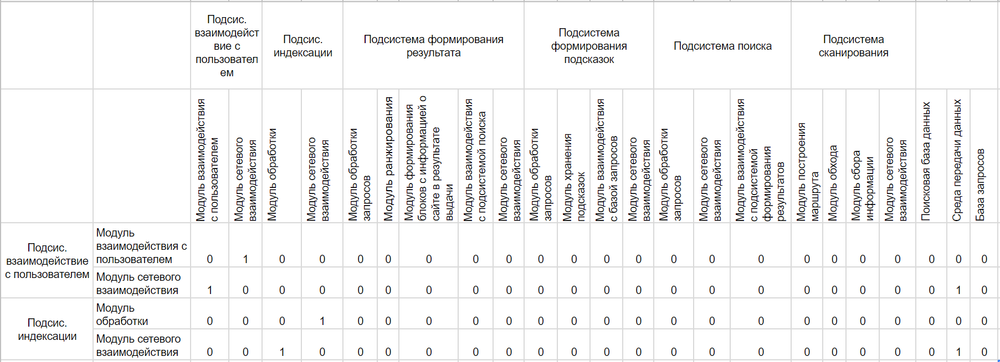 Подсис.
взаимодейст
вие с
пользовател
ем
Подсис.
индексации
Подсистема формирования
результата
Подсистема
формирования
подсказок
Подсистема поиска
Подсистема
сканирования
Модуль взаимодействия
с пользователем
Модуль сетевого
взаимодействия
Модуль обработки
Модуль сетевого
взаимодействия
Модуль обработки
запросов
Модуль ранжирования
Модуль формирования
блоков с информацией о
сайте в результате
выдачи
Модуль взаимодействия
с подсистемой поиска
Модуль сетевого
взаимодействия
Модуль обработки
запросов
Модуль хранения
подсказок
Модуль взаимодействия
с базой запросов
Модуль сетевого
взаимодействия
Модуль обработки
запросов
Модуль сетевого
взаимодействия
Модуль взаимодействия
с подсистемой
формирования
результатов
Модуль построения
маршрута
Модуль обхода
Модуль сбора
информации
Модуль сетевого
взаимодействия
Поисковая база данных
Среда передачи данных
База запросов
Подсис.
взаимодействие
с пользователем
Модуль
взаимодействия с
пользователем
0 1 0 0 0 0 0 0 0 0 0 0 0 0 0 0 0 0 0 0 0 0 0
Модуль сетевого
взаимодействия
1 0 0 0 0 0 0 0 0 0 0 0 0 0 0 0 0 0 0 0 0 1 0
Подсис.
индексации
Модуль
обработки
0 0 0 1 0 0 0 0 0 0 0 0 0 0 0 0 0 0 0 0 0 0 0
Модуль сетевого
взаимодействия
0 0 1 0 0 0 0 0 0 0 0 0 0 0 0 0 0 0 0 0 0 1 0